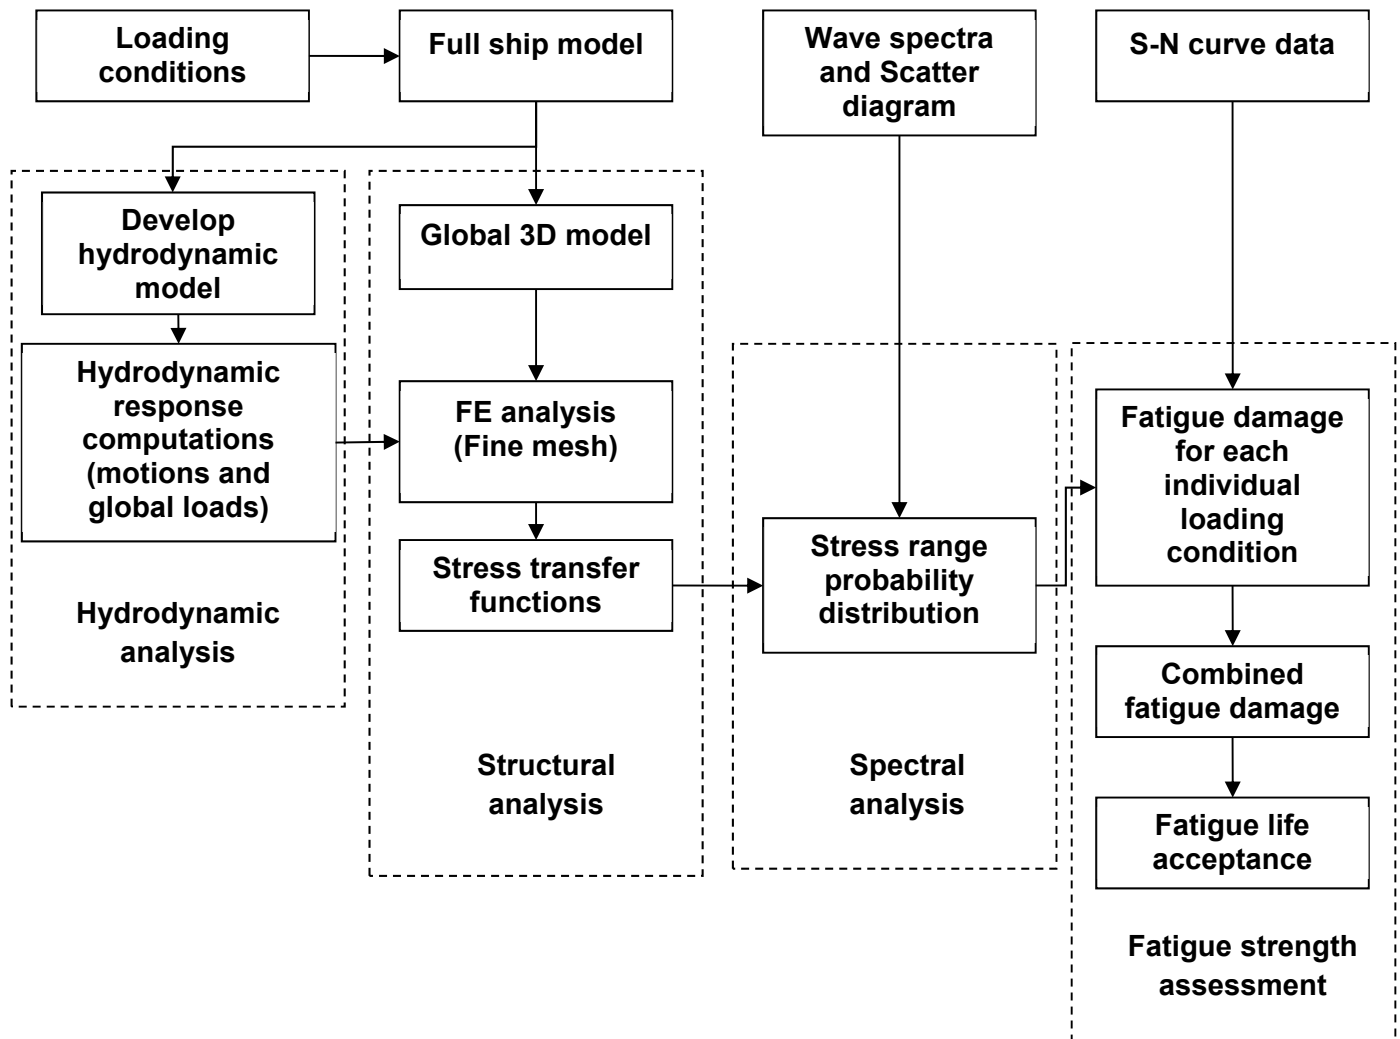 Loading
conditions
Full ship model
Wave spectra
and Scatter
diagram
S-N curve data
Develop
hydrodynamic
model
Hydrodynamic
response
computations
(motions and
global loads)
Hydrodynamic
analysis
Global 3D model
FE analysis
(Fine mesh)
Stress transfer
functions
Structural
analysis
Stress range
probability
distribution
Spectral
analysis
Fatigue damage
for each
individual
loading
condition
Combined
fatigue damage
Fatigue life
acceptance
Fatigue strength
assessment